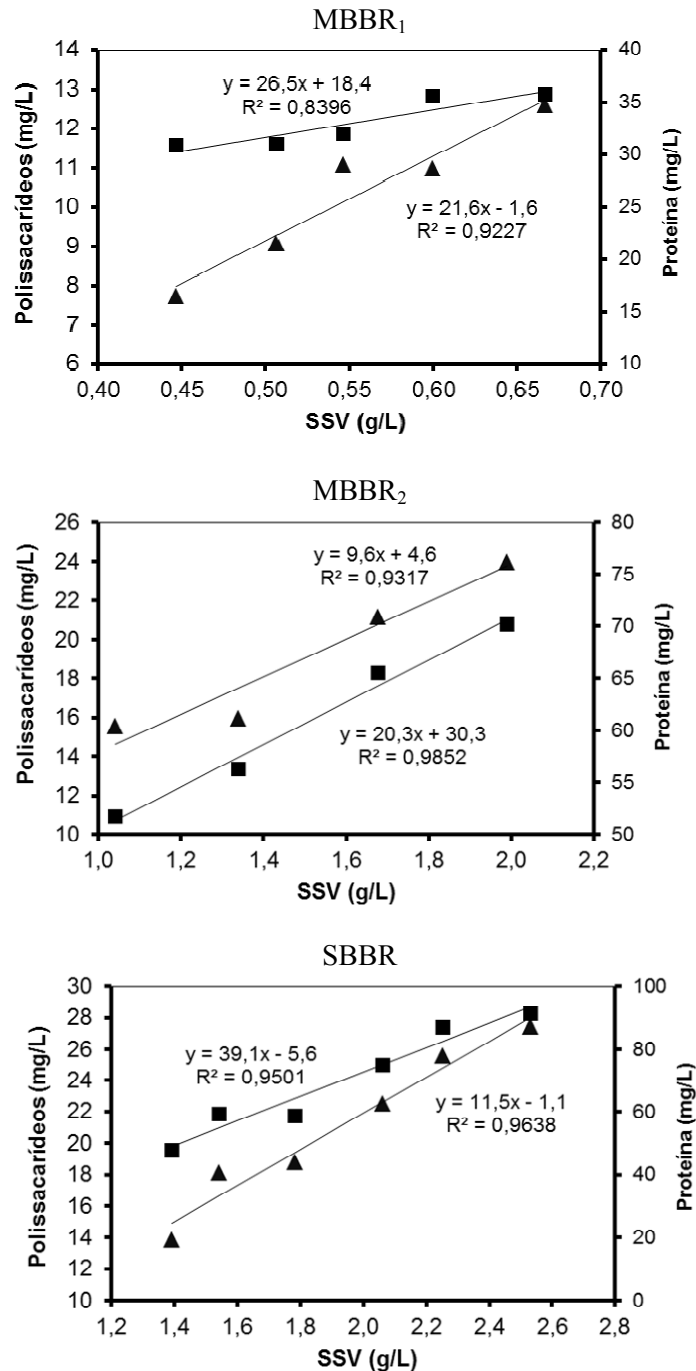 MBBR₁
Polissacarídeos (mg/L)
14
13
12
11
10
9
8
7
6
y = 26,5x + 18,4
R² = 0,8396
y = 21,6x - 1,6
R² = 0,9227
40
35
30
25
20
15
10
Proteína (mg/L)
0,40 0,45 0,50 0,55 0,60 0,65 0,70
SSV (g/L)
MBBR₂
Polissacarídeos (mg/L)
26
24
22
20
18
16
14
12
10
y = 9,6x + 4,6
R² = 0,9317
y = 20,3x + 30,3
R² = 0,9852
80
75
70
65
60
55
50
Proteína (mg/L)
1,0 1,2 1,4 1,6 1,8 2,0 2,2
SSV (g/L)
SBBR
Polissacarídeos (mg/L)
30
28
26
24
22
20
18
16
14
12
10
y = 39,1x - 5,6
R² = 0,9501
y = 11,5x - 1,1
R² = 0,9638
100
80
60
40
20
0
Proteína (mg/L)
1,2 1,4 1,6 1,8 2,0 2,2 2,4 2,6 2,8
SSV (g/L)